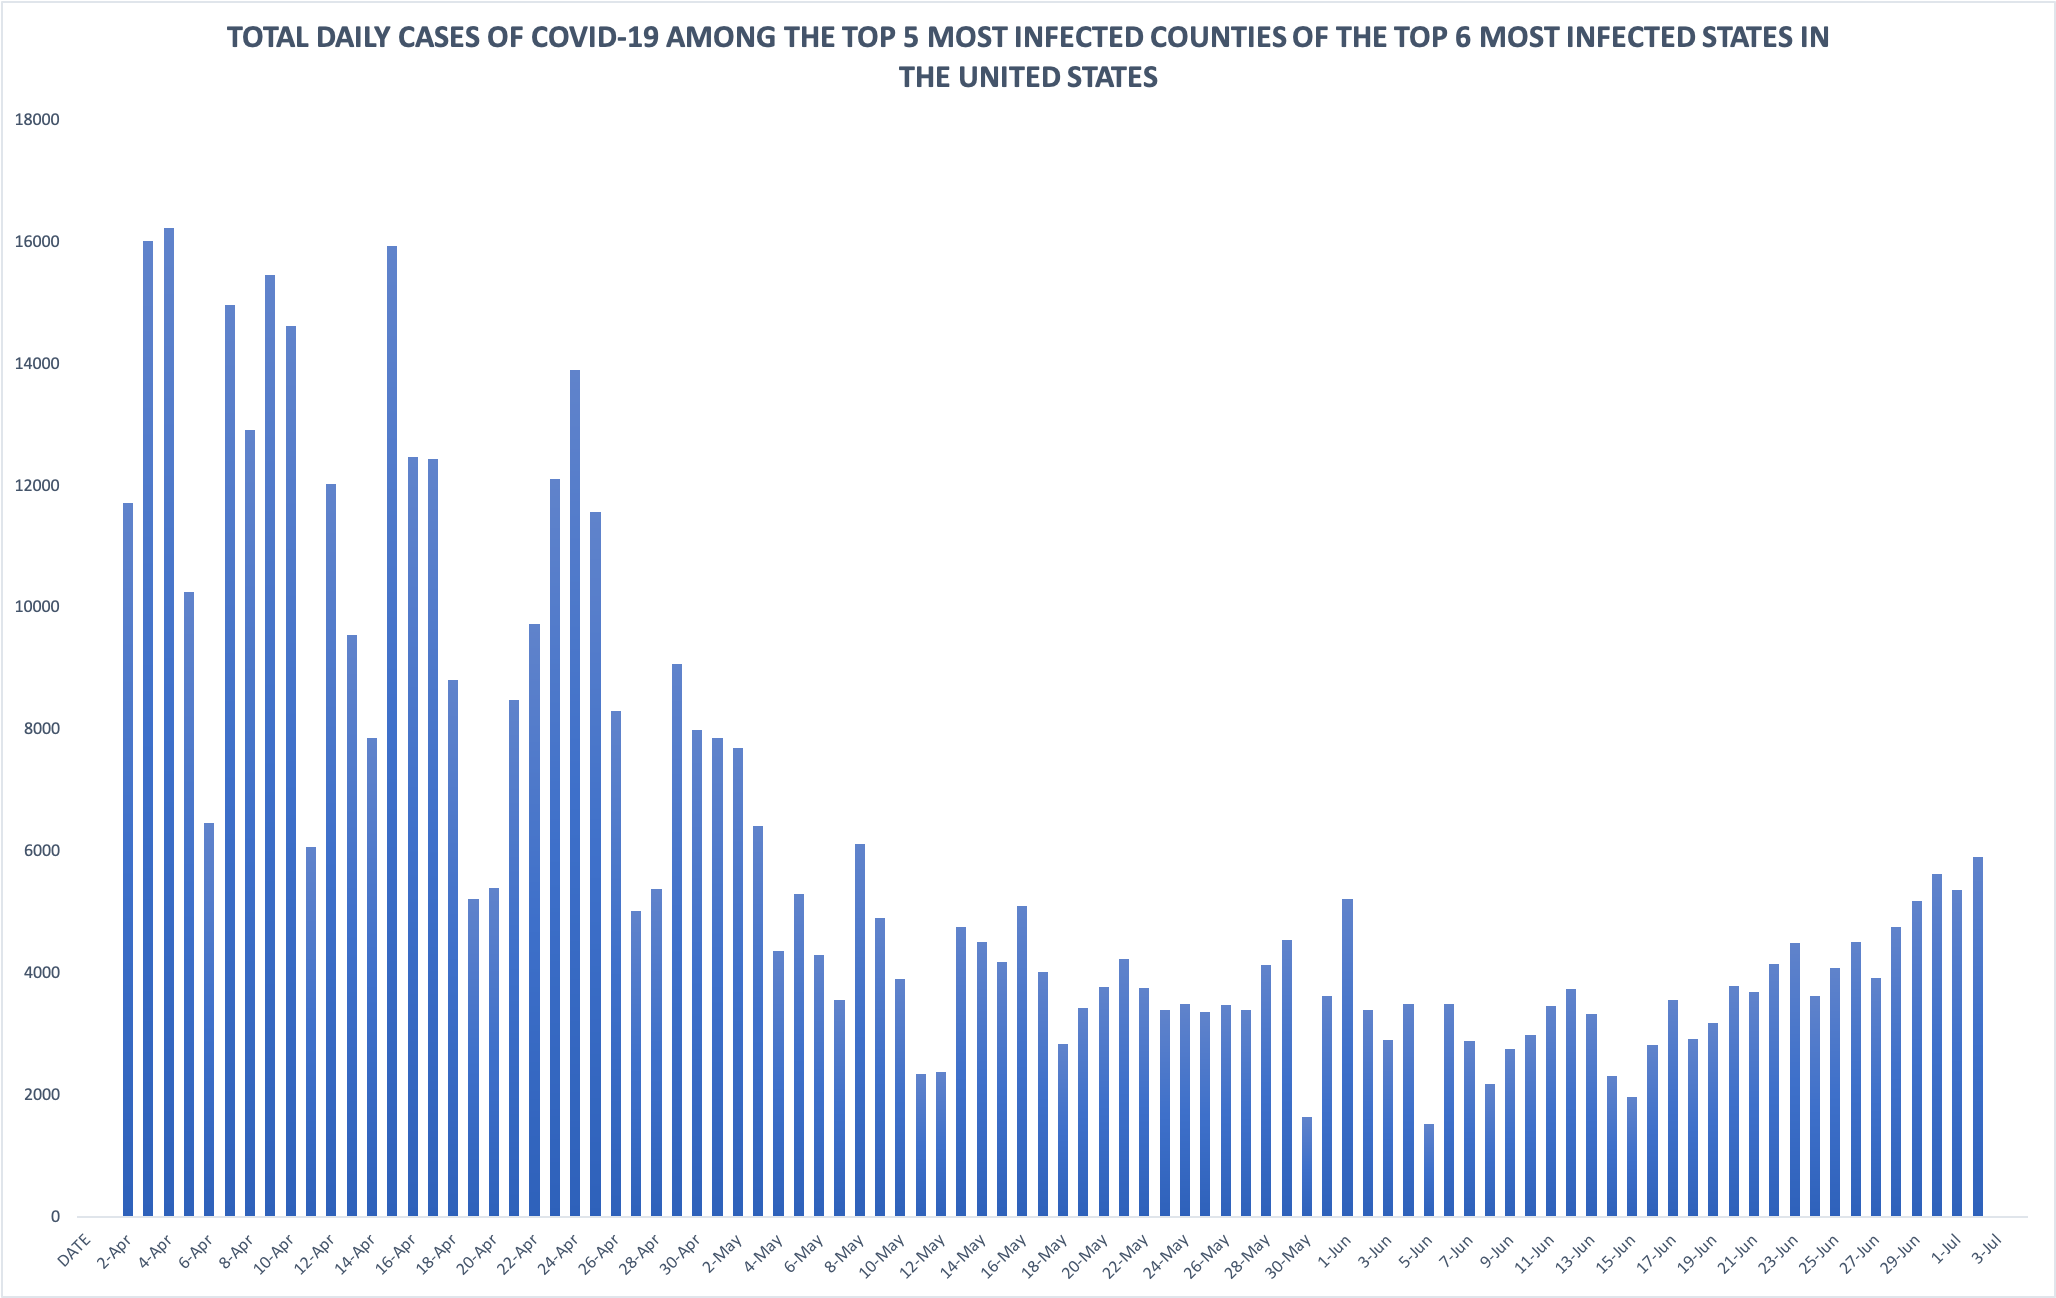 TOTAL DAILY CASES OF COVID-19 AMONG THE TOP 5 MOST INFECTED COUNTIES OF THE TOP 6 MOST INFECTED STATES IN
THE UNITED STATES
18000
16000
14000
12000
10000
8000
6000
4000
2000
0
DATE
2-Apr
4-Apr
6-Apr
8-Apr
10-Apr
12-Apr
14-Apr
16-Apr
18-Apr
20-Apr
22-Apr
24-Apr
26-Apr
28-Apr
30-Apr
2-May
4-May
6-May
8-May
10-May
12-May
14-May
16-May
18-May
20-May
22-May
24-May
26-May
28-May
30-May
1-Jun
3-Jun
5-Jun
7-Jun
9-Jun
11-Jun
13-Jun
15-Jun
17-Jun
19-Jun
21-Jun
23-Jun
25-Jun
27-Jun
29-Jun
1-Jul
3-Jul